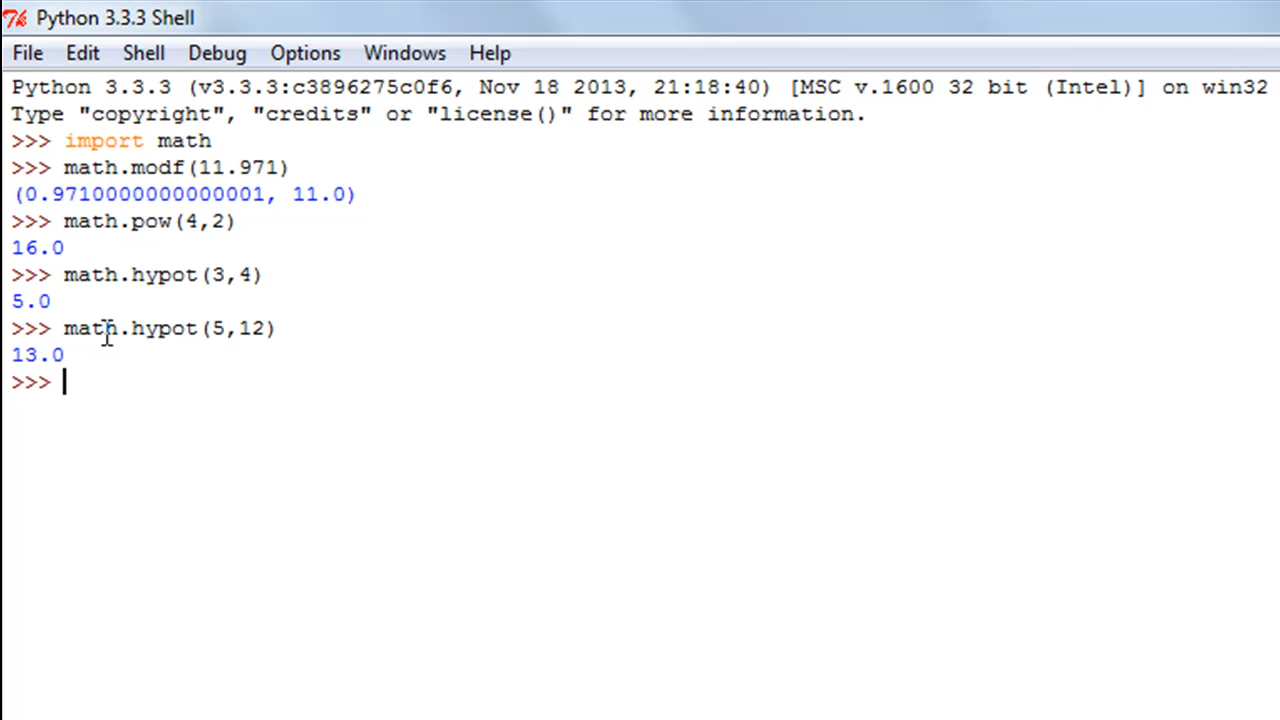 Python 3.3.3 Shell
File Edit Shell Debug Options Windows Help
Python 3.3.3 (v3.3.3:c3896275c0f6, Nov 18 2013, 21:18:40) [MSC v.1600 32 bit (Intel)] on win32
Type "copyright", "credits" or "license()" for more information.
>>> import math
>>> math.modf(11.971)
(0.9710000000000001, 11.0)
>>> math.pow(4,2)
16.0
>>> math.hypot(3,4)
5.0
>>> math.hypot(5,12)
13.0
>>>